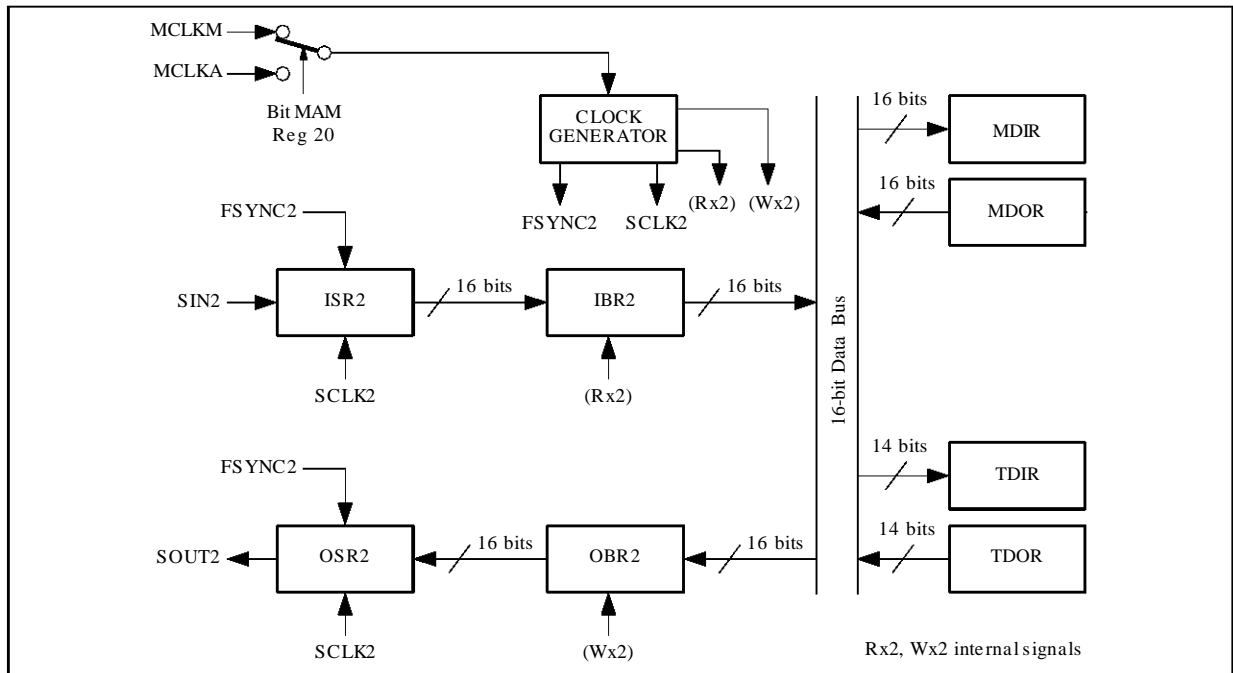 MCLKM
MCLKA
Bit MAM
Reg 20
CLOCK
GENERATOR
FSYNC2
SCLK2
(Rx2)
(Wx2)
16 bits
MDIR
16 bits
MDOR
FSYNC2
SIN2
ISR2
16 bits
IBR2
16 bits
SCLK2
(Rx2)
16-bit Data Bus
FSYNC2
14 bits
TDIR
14 bits
TDOR
SOUT2
OSR2
16 bits
OBR2
16 bits
SCLK2
(Wx2)
Rx2, Wx2 internal signals